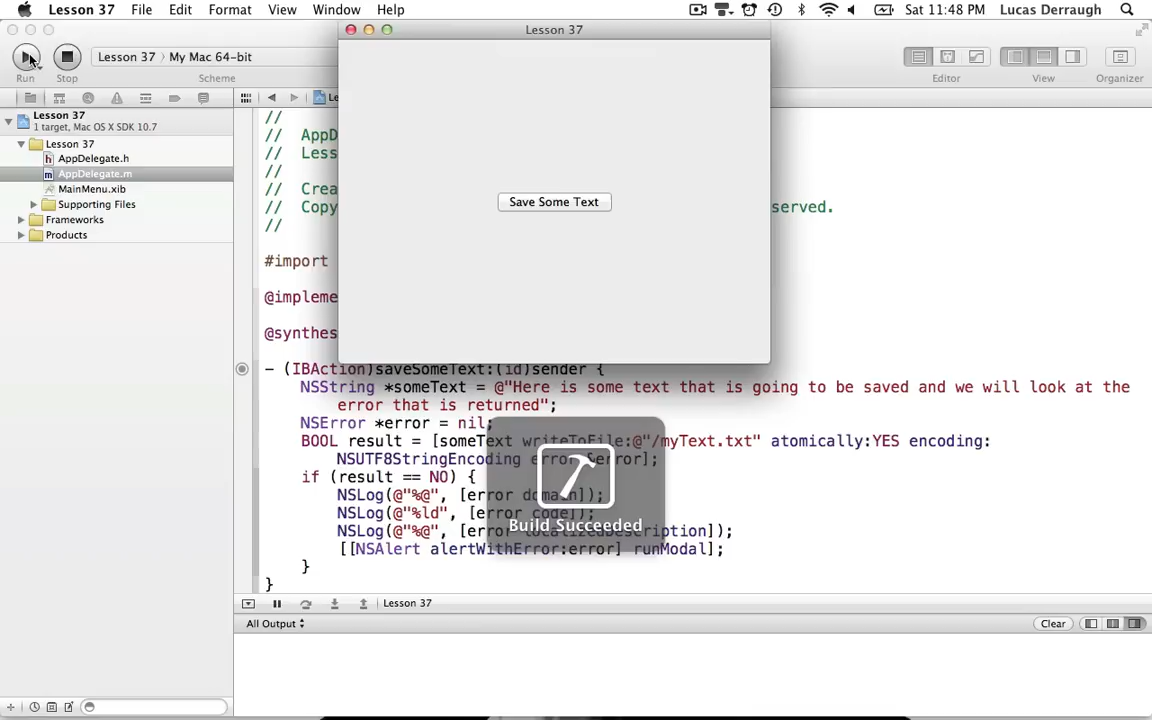 Xcode File Edit Format View Window Help Sat 11:48 PM Lucas Derraugh
Lesson 37
Lesson 37 › My Mac 64-bit
Run Stop Scheme Editor View Organizer
Lesson 37
1 target, Mac OS X SDK 10.7
Lesson 37
AppDelegate.h
AppDelegate.m
MainMenu.xib
Supporting Files
Frameworks
Products
Le
Save Some Text
//
// AppD
// Less
//
// Crea
// Copy served.
//
#import
@impleme
@synthes
- (IBAction)saveSomeText:(id)sender {
NSString *someText = @"Here is some text that is going to be saved and we will look at the
error that is returned";
NSError *error = nil;
BOOL result = [someText writeToFile:@"/myText.txt" atomically:YES encoding:
NSUTF8StringEncoding error:&error];
if (result == NO) {
NSLog(@"%@", [error domain]);
NSLog(@"%ld", [error code]);
NSLog(@"%@", [error localizedDescription]);
[[NSAlert alertWithError:error] runModal];
}
}
Build Succeeded
Lesson 37
All Output
Clear